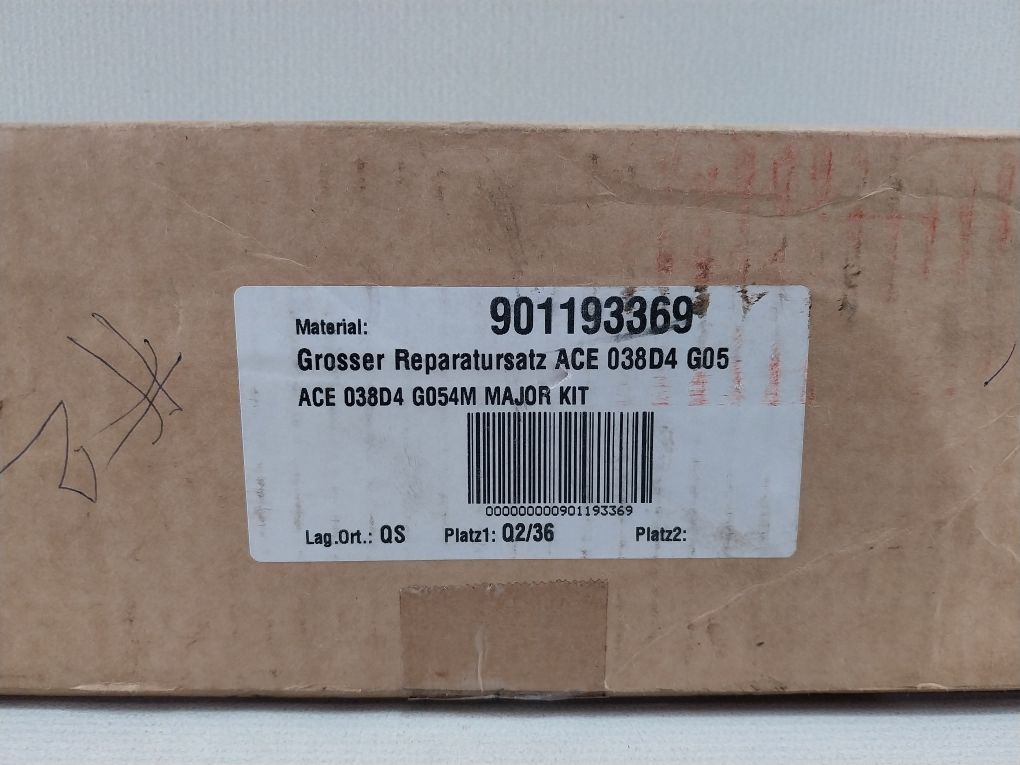 Material: 901193369
Grosser Reparatursatz ACE 038D4 G05
ACE 038D4 G054M MAJOR KIT
000000000901193369
Lag.Ort.: QS Platz1: Q2/36 Platz2: